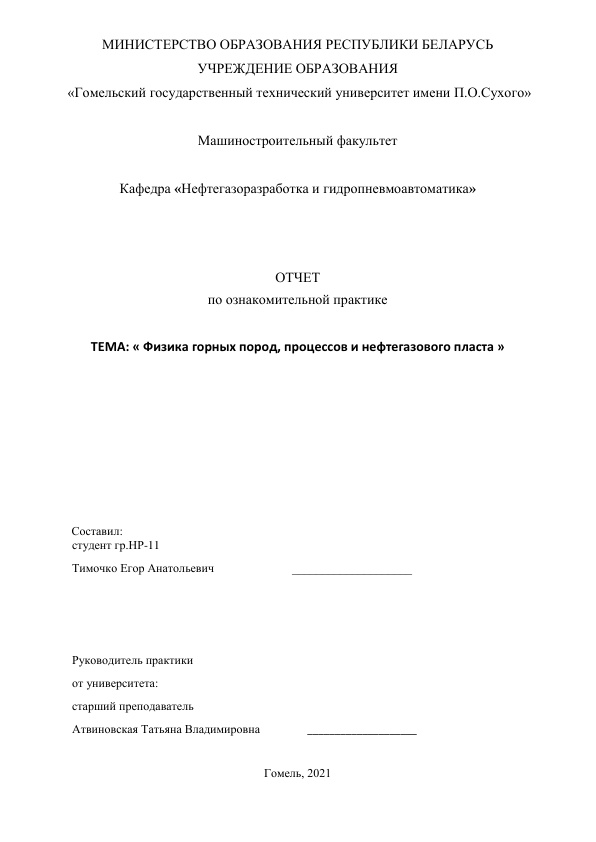 МИНИСТЕРСТВО ОБРАЗОВАНИЯ РЕСПУБЛИКИ БЕЛАРУСЬ
УЧРЕЖДЕНИЕ ОБРАЗОВАНИЯ
«Гомельский государственный технический университет имени П.О.Сухого»
Машиностроительный факультет
Кафедра «Нефтегазоразработка и гидропневмоавтоматика»
ОТЧЕТ
по ознакомительной практике
ТЕМА: « Физика горных пород, процессов и нефтегазового пласта »
Составил:
студент гр.НР-11
Тимочко Егор Анатольевич ____________________
Руководитель практики
от университета:
старший преподаватель
Атвиновская Татьяна Владимировна __________________
Гомель, 2021